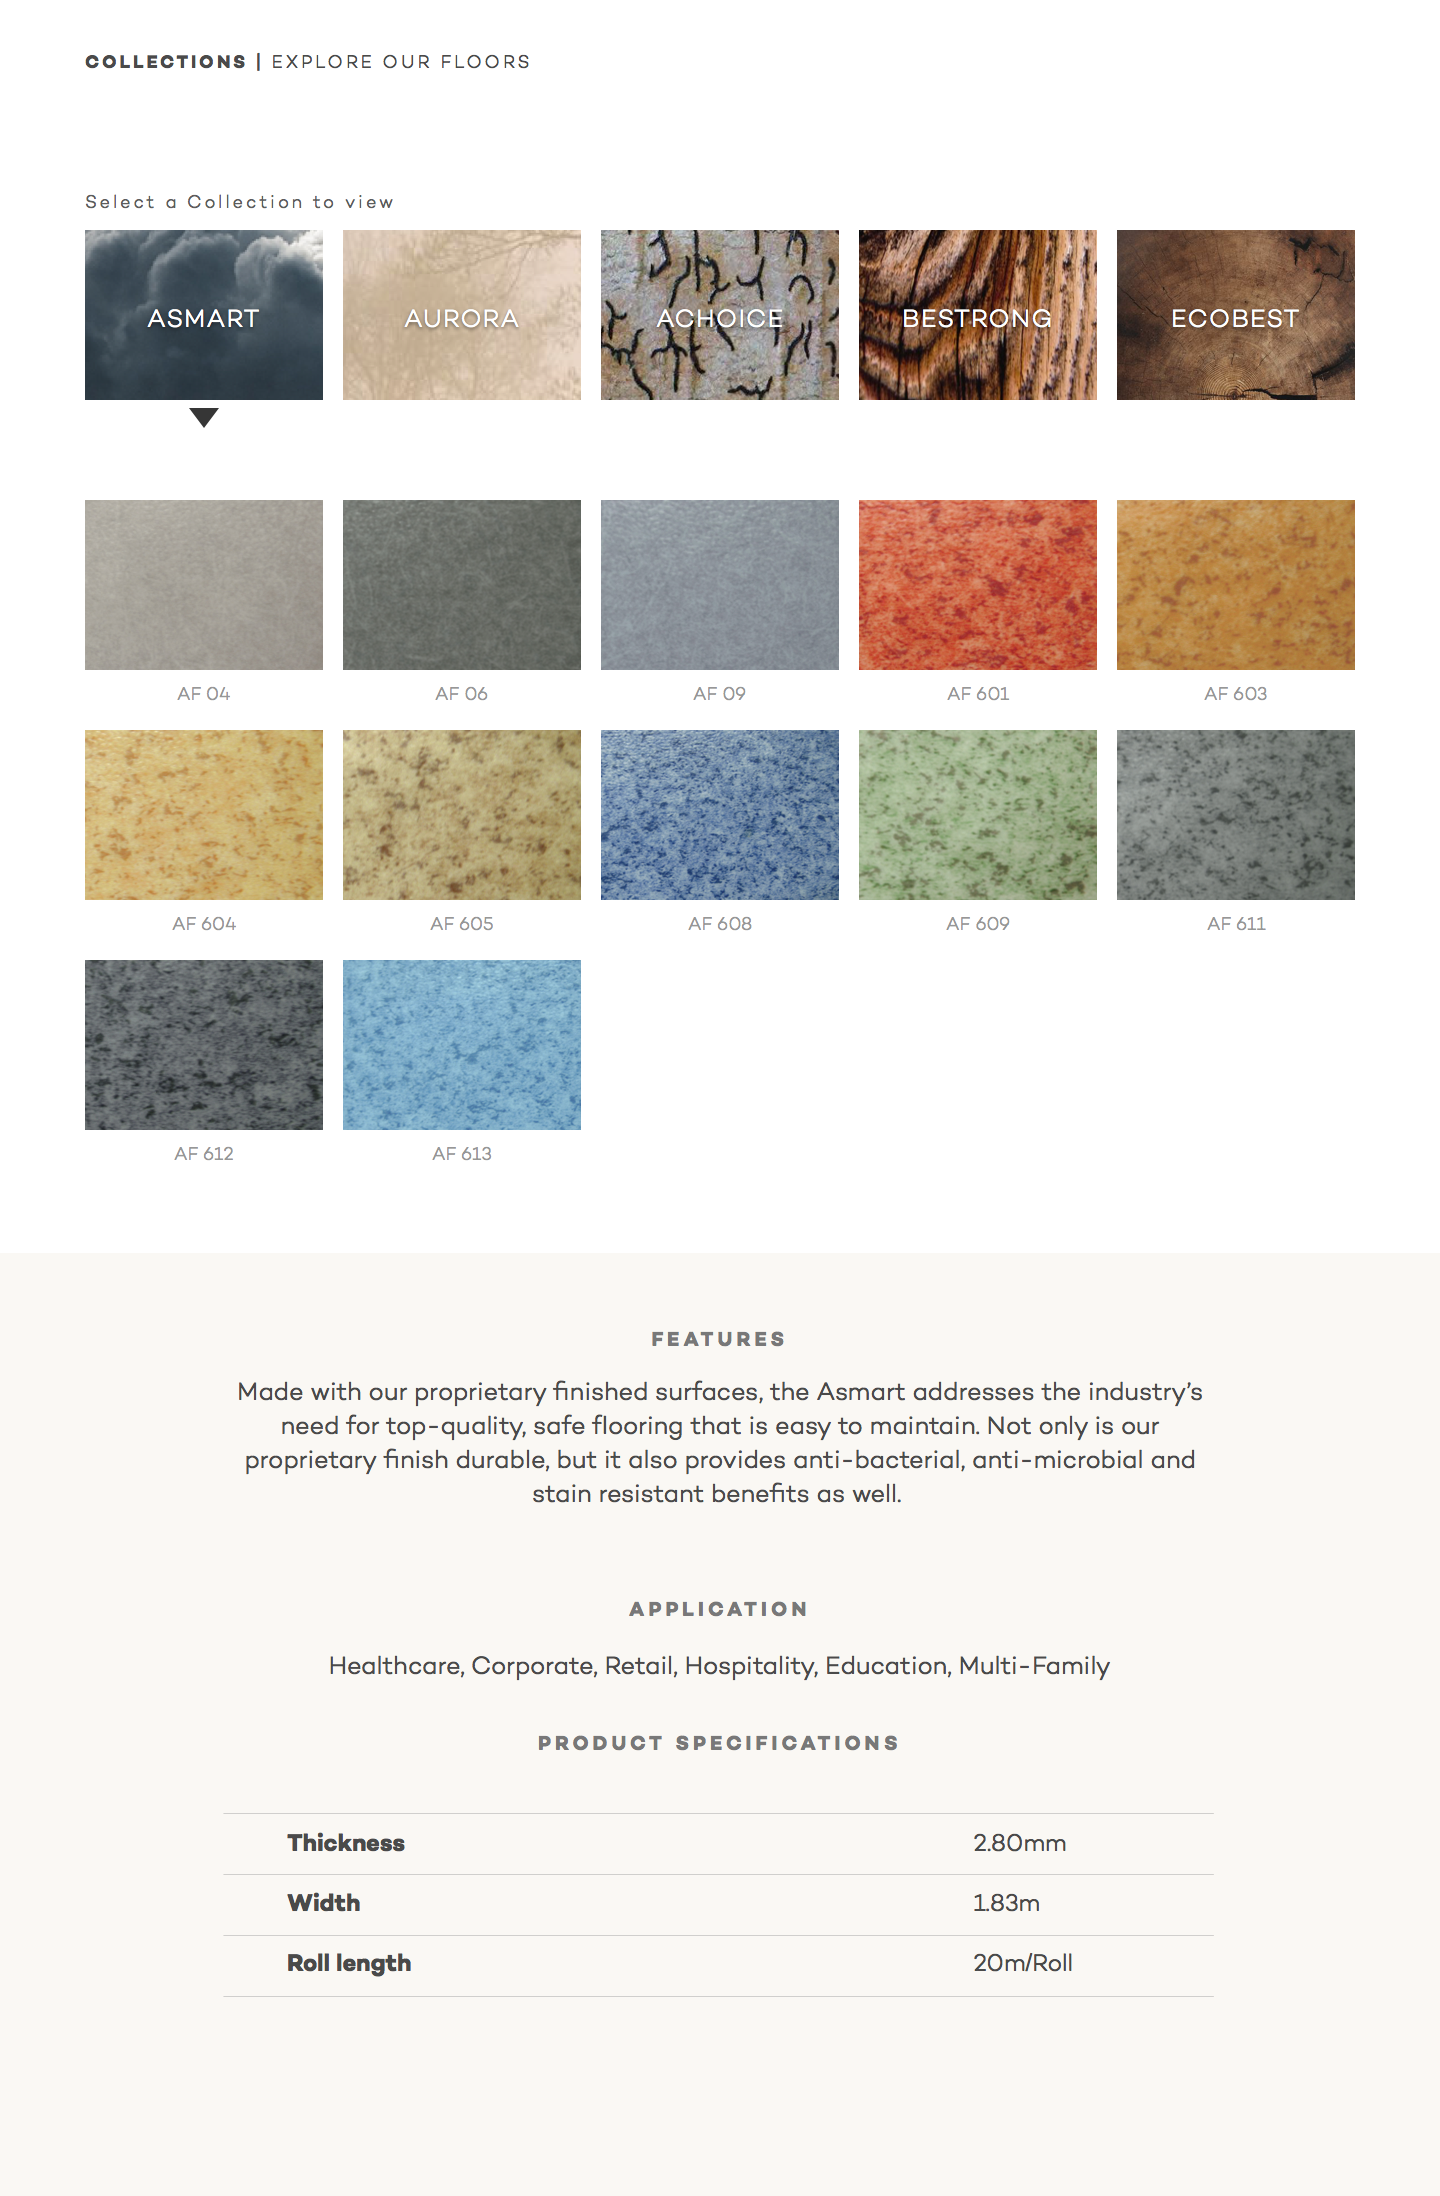 COLLECTIONS | EXPLORE OUR FLOORS
Select a Collection to view
ASMART
AURORA
ACHOICE
BESTRONG
ECOBEST
AF 04
AF 06
AF 09
AF 601
AF 603
AF 604
AF 605
AF 608
AF 609
AF 611
AF 612
AF 613
FEATURES
Made with our proprietary finished surfaces, the Asmart addresses the industry’s
need for top-quality, safe flooring that is easy to maintain. Not only is our
proprietary finish durable, but it also provides anti-bacterial, anti-microbial and
stain resistant benefits as well.
APPLICATION
Healthcare, Corporate, Retail, Hospitality, Education, Multi-Family
PRODUCT SPECIFICATIONS
Thickness 2.80mm
Width 1.83m
Roll length 20m/Roll